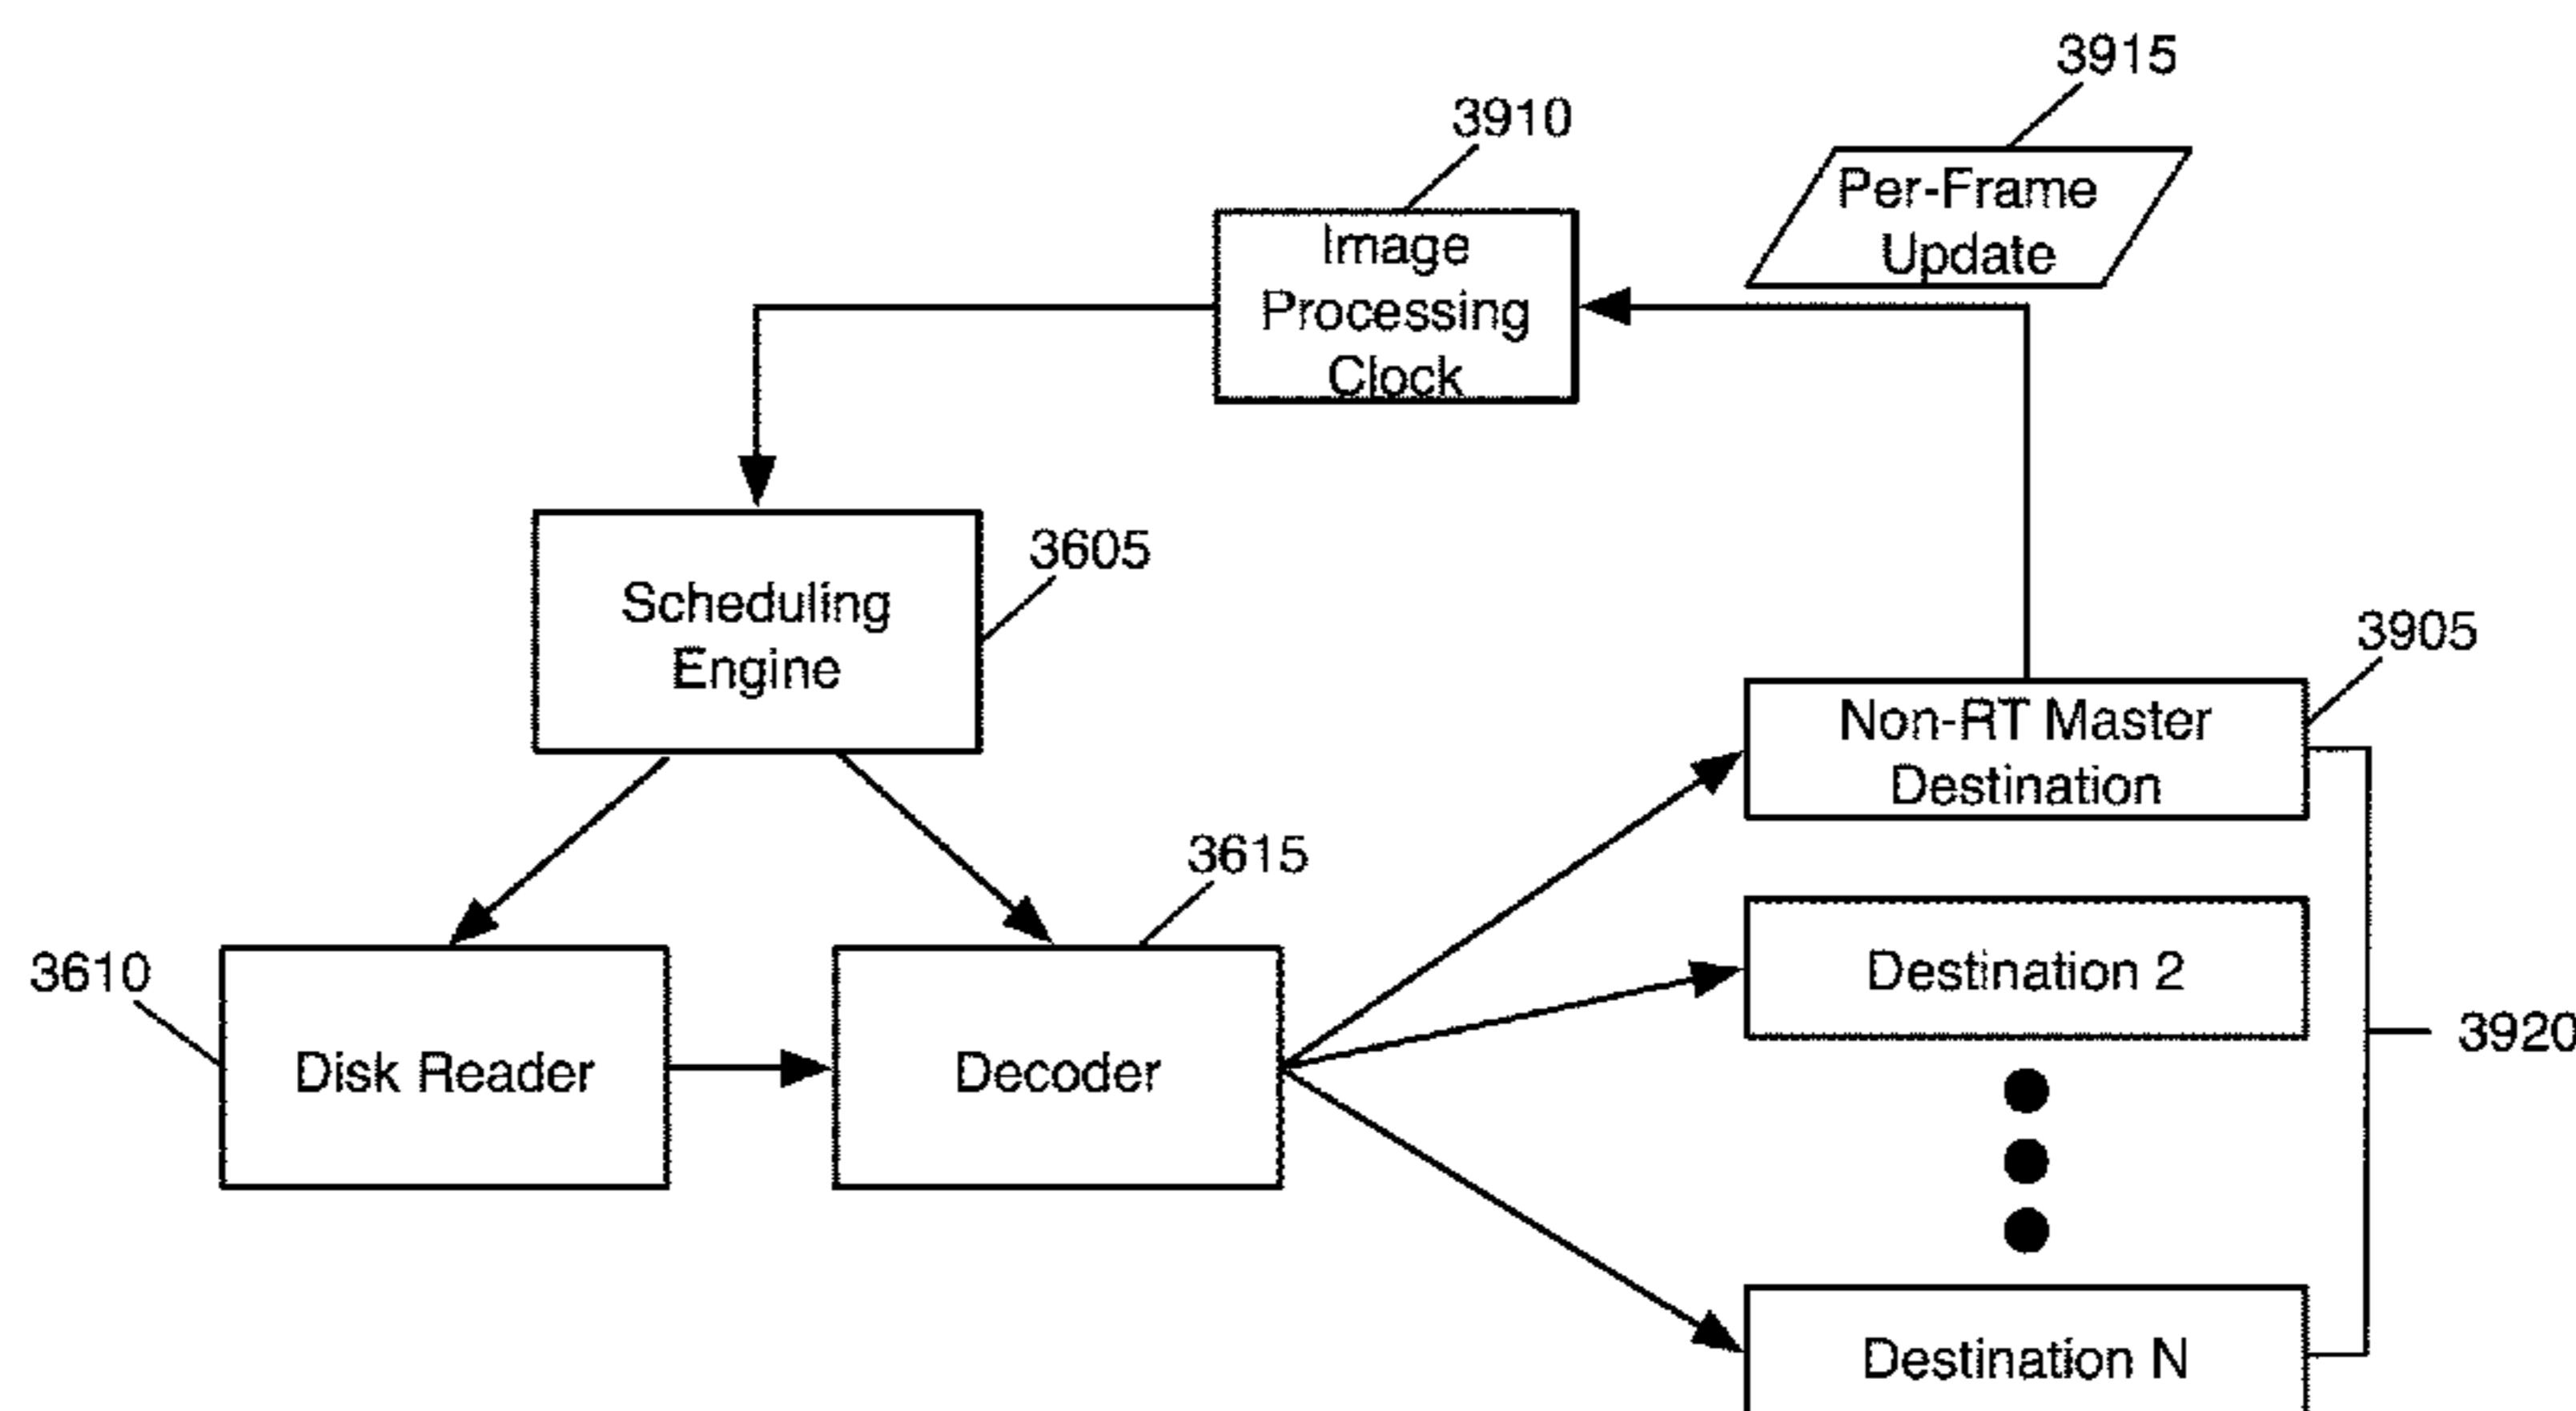 3915
3910
Per-Frame
Update
Image
Processing
Clock
3605
Scheduling
Engine
3905
Non-RT Master
Destination
3615
3610
Destination 2
3920
Disk Reader
Decoder
Destination N